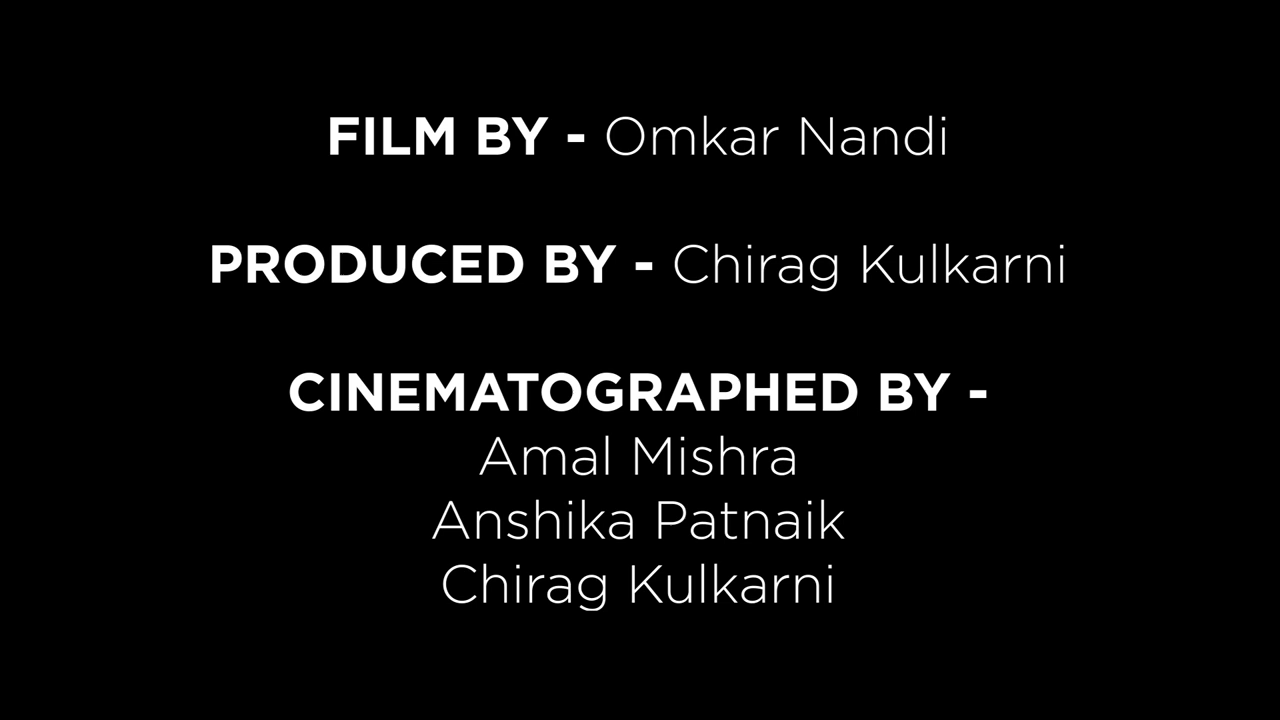 FILM BY - Omkar Nandi
PRODUCED BY - Chirag Kulkarni
CINEMATOGRAPHED BY -
Amal Mishra
Anshika Patnaik
Chirag Kulkarni